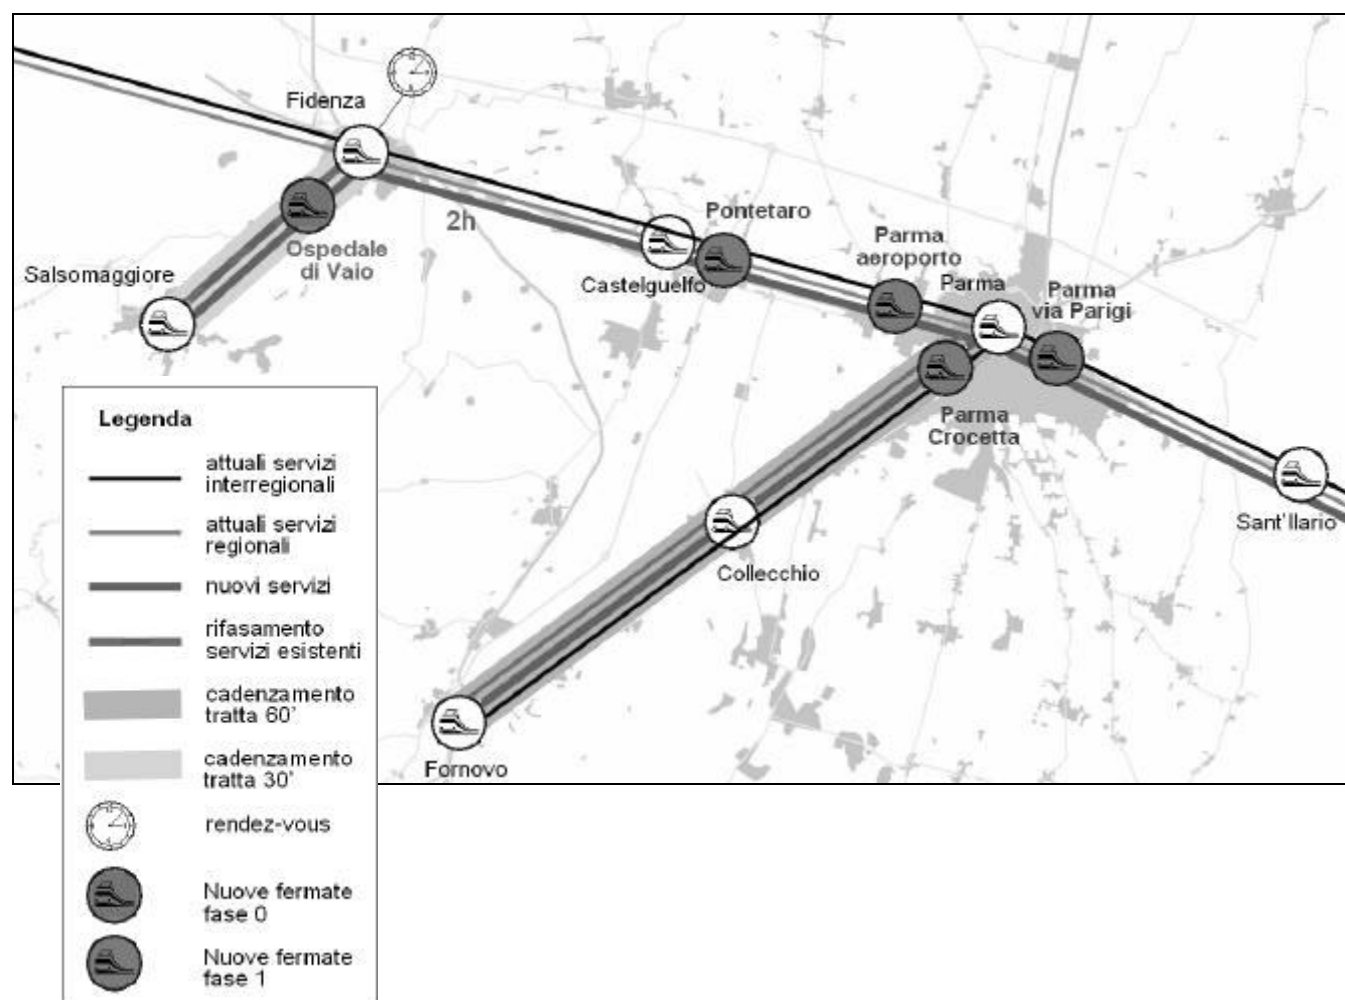 Fidenza
Pontetaro
Parma
aeroporto
Parma
Parma
via Parigi
2h
Ospedale
di Vaio
Salsomaggiore
Castelguelfo
Parma
Crocetta
Sant'Ilario
Collecchio
Fornovo
Legenda
attuali servizi
interregionali
attuali servizi
regionali
nuovi servizi
rifasamento
servizi esistenti
cadenzamento
tratta 60'
cadenzamento
tratta 30'
rendez-vous
Nuove fermate
fase 0
Nuove fermate
fase 1